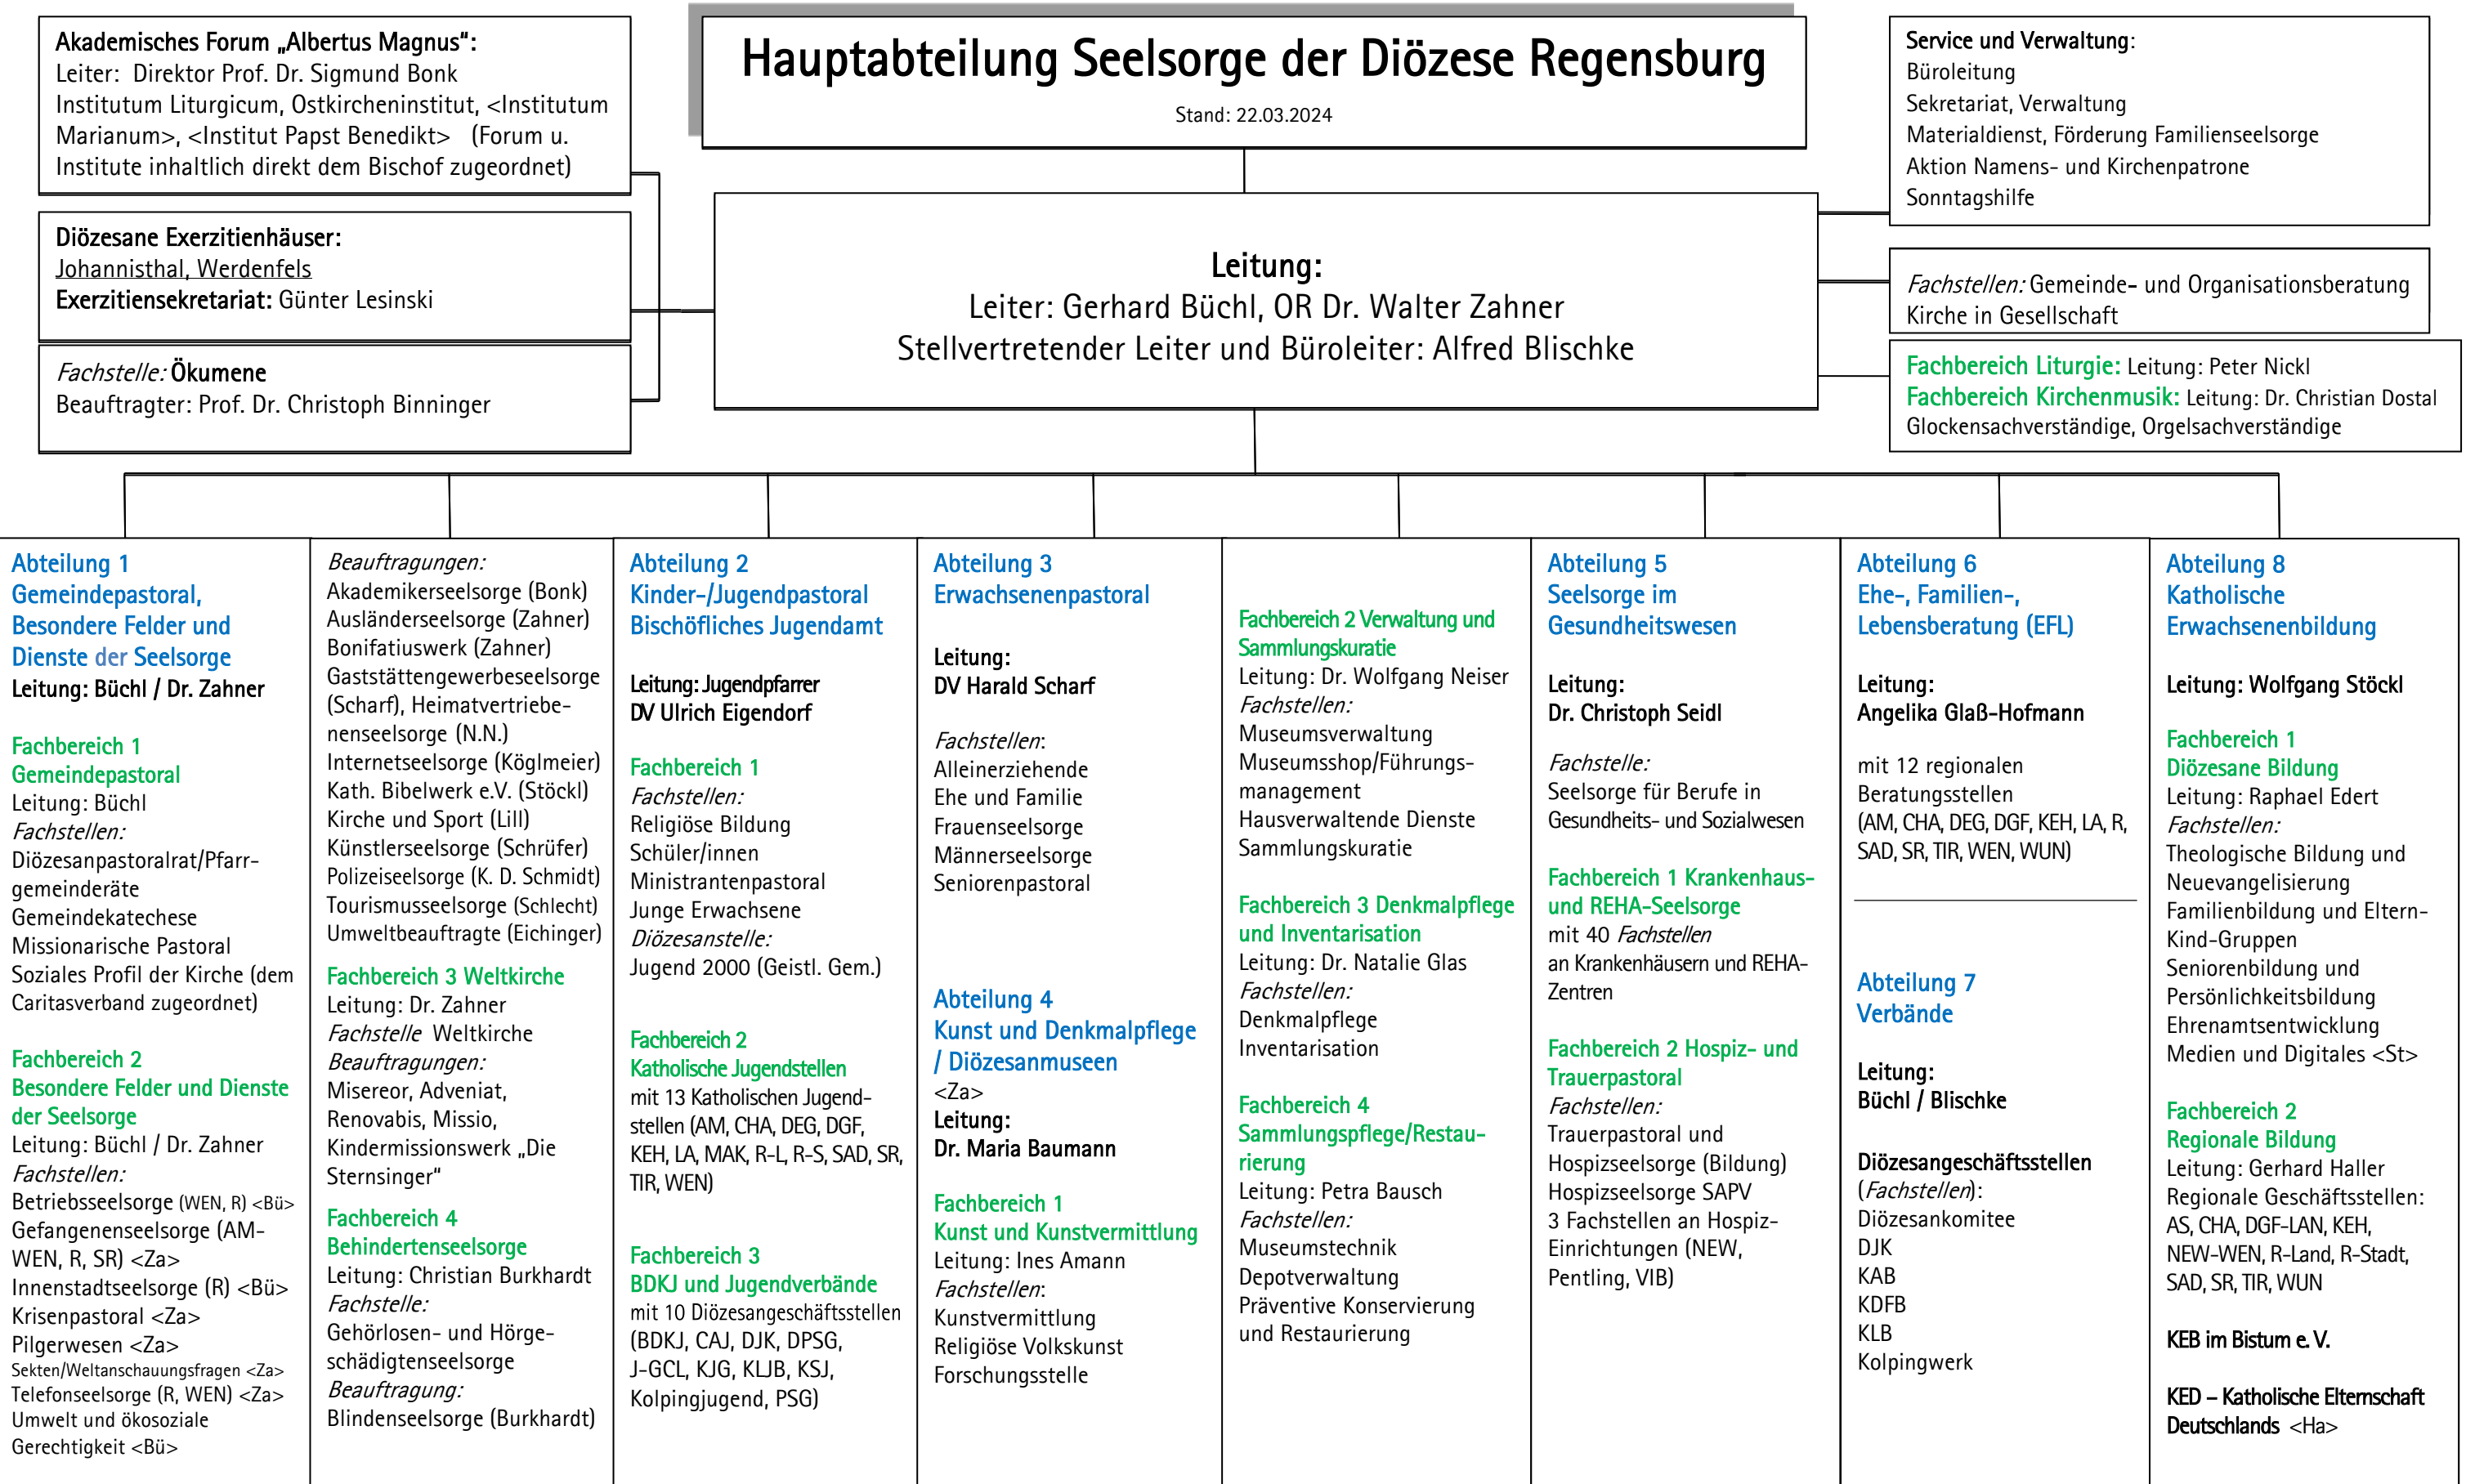 Akademisches Forum „Albertus Magnus“:
Leiter: Direktor Prof. Dr. Sigmund Bonk
Institutum Liturgicum, Ostkircheninstitut, <Institutum
Marianum>, <Institut Papst Benedikt> (Forum u.
Institute inhaltlich direkt dem Bischof zugeordnet)
Diözesane Exerzitienhäuser:
Johannisthal, Werdenfels
Exerzitiensekretariat: Günter Lesinski
Fachstelle: Ökumene
Beauftragter: Prof. Dr. Christoph Binninger
Hauptabteilung Seelsorge der Diözese Regensburg
Stand: 22.03.2024
Leitung:
Leiter: Gerhard Büchl, OR Dr. Walter Zahner
Stellvertretender Leiter und Büroleiter: Alfred Blischke
Service und Verwaltung:
Büroleitung
Sekretariat, Verwaltung
Materialdienst, Förderung Familienseelsorge
Aktion Namens- und Kirchenpatrone
Sonntagshilfe
Fachstellen: Gemeinde- und Organisationsberatung
Kirche in Gesellschaft
Fachbereich Liturgie: Leitung: Peter Nickl
Fachbereich Kirchenmusik: Leitung: Dr. Christian Dostal
Glockensachverständige, Orgelsachverständige
Abteilung 1
Gemeindepastoral,
Besondere Felder und
Dienste der Seelsorge
Leitung: Büchl / Dr. Zahner
Fachbereich 1
Gemeindepastoral
Leitung: Büchl
Fachstellen:
Diözesanpastoralrat/Pfarr-
gemeinderäte
Gemeindekatechese
Missionarische Pastoral
Soziales Profil der Kirche (dem
Caritasverband zugeordnet)
Fachbereich 2
Besondere Felder und Dienste
der Seelsorge
Leitung: Büchl / Dr. Zahner
Fachstellen:
Betriebsseelsorge (WEN, R) <Bü>
Gefangenenseelsorge (AM-
WEN, R, SR) <Za>
Innenstadtseelsorge (R) <Bü>
Krisenpastoral <Za>
Pilgerwesen <Za>
Sekten/Weltanschauungsfragen <Za>
Telefonseelsorge (R, WEN) <Za>
Umwelt und ökosoziale
Gerechtigkeit <Bü>
Beauftragungen:
Akademikerseelsorge (Bonk)
Ausländerseelsorge (Zahner)
Bonifatiuswerk (Zahner)
Gaststättengewerbeseelsorge
(Scharf), Heimatvertriebe-
nenseelsorge (N.N.)
Internetseelsorge (Köglmeier)
Kath. Bibelwerk e.V. (Stöckl)
Kirche und Sport (Lill)
Künstlerseelsorge (Schrüfer)
Polizeiseelsorge (K. D. Schmidt)
Tourismusseelsorge (Schlecht)
Umweltbeauftragte (Eichinger)
Fachbereich 3 Weltkirche
Leitung: Dr. Zahner
Fachstelle Weltkirche
Beauftragungen:
Misereor, Adveniat,
Renovabis, Missio,
Kindermissionswerk „Die
Sternsinger“
Fachbereich 4
Behindertenseelsorge
Leitung: Christian Burkhardt
Fachstelle:
Gehörlosen- und Hörge-
schädigtenseelsorge
Beauftragung:
Blindenseelsorge (Burkhardt)
Abteilung 2
Kinder-/Jugendpastoral
Bischöfliches Jugendamt
Leitung: Jugendpfarrer
DV Ulrich Eigendorf
Fachbereich 1
Fachstellen:
Religiöse Bildung
Schüler/innen
Ministrantenpastoral
Junge Erwachsene
Diözesanstelle:
Jugend 2000 (Geistl. Gem.)
Fachbereich 2
Katholische Jugendstellen
mit 13 Katholischen Jugend-
stellen (AM, CHA, DEG, DGF,
KEH, LA, MAK, R-L, R-S, SAD, SR,
TIR, WEN)
Fachbereich 3
BDKJ und Jugendverbände
mit 10 Diözesangeschäftsstellen
(BDKJ, CAJ, DJK, DPSG,
J-GCL, KJG, KLJB, KSJ,
Kolpingjugend, PSG)
Abteilung 3
Erwachsenenpastoral
Leitung:
DV Harald Scharf
Fachstellen:
Alleinerziehende
Ehe und Familie
Frauenseelsorge
Männerseelsorge
Seniorenpastoral
Abteilung 4
Kunst und Denkmalpflege
/ Diözesanmuseen
<Za>
Leitung:
Dr. Maria Baumann
Fachbereich 1
Kunst und Kunstvermittlung
Leitung: Ines Amann
Fachstellen:
Kunstvermittlung
Religiöse Volkskunst
Forschungsstelle
Fachbereich 2 Verwaltung und
Sammlungskuratie
Leitung: Dr. Wolfgang Neiser
Fachstellen:
Museumsverwaltung
Museumsshop/Führungs-
management
Hausverwaltende Dienste
Sammlungskuratie
Fachbereich 3 Denkmalpflege
und Inventarisation
Leitung: Dr. Natalie Glas
Fachstellen:
Denkmalpflege
Inventarisation
Fachbereich 4
Sammlungspflege/Restau-
rierung
Leitung: Petra Bausch
Fachstellen:
Museumstechnik
Depotverwaltung
Präventive Konservierung
und Restaurierung
Abteilung 5
Seelsorge im
Gesundheitswesen
Leitung:
Dr. Christoph Seidl
Fachstelle:
Seelsorge für Berufe in
Gesundheits- und Sozialwesen
Fachbereich 1 Krankenhaus-
und REHA-Seelsorge
mit 40 Fachstellen
an Krankenhäusern und REHA-
Zentren
Fachbereich 2 Hospiz- und
Trauerpastoral
Fachstellen:
Trauerpastoral und
Hospizseelsorge (Bildung)
Hospizseelsorge SAPV
3 Fachstellen an Hospiz-
Einrichtungen (NEW,
Pentling, VIB)
Abteilung 6
Ehe-, Familien-,
Lebensberatung (EFL)
Leitung:
Angelika Glaß-Hofmann
mit 12 regionalen
Beratungsstellen
(AM, CHA, DEG, DGF, KEH, LA, R,
SAD, SR, TIR, WEN, WUN)
Abteilung 7
Verbände
Leitung:
Büchl / Blischke
Diözesangeschäftsstellen
(Fachstellen):
Diözesankomitee
DJK
KAB
KDFB
KLB
Kolpingwerk
Abteilung 8
Katholische
Erwachsenenbildung
Leitung: Wolfgang Stöckl
Fachbereich 1
Diözesane Bildung
Leitung: Raphael Edert
Fachstellen:
Theologische Bildung und
Neuevangelisierung
Familienbildung und Eltern-
Kind-Gruppen
Seniorenbildung und
Persönlichkeitsbildung
Ehrenamtsentwicklung
Medien und Digitales <St>
Fachbereich 2
Regionale Bildung
Leitung: Gerhard Haller
Regionale Geschäftsstellen:
AS, CHA, DGF-LAN, KEH,
NEW-WEN, R-Land, R-Stadt,
SAD, SR, TIR, WUN
KEB im Bistum e. V.
KED – Katholische Elternschaft
Deutschlands <Ha>